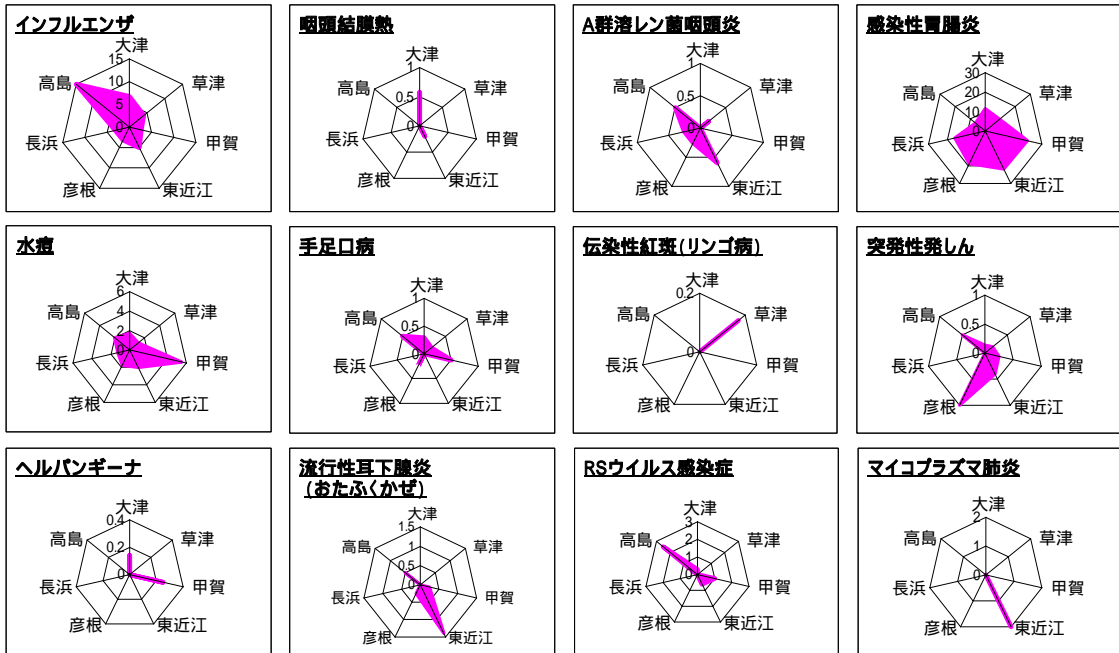 インフルエンザ
大津
15
草津
10
高島
5
0
長浜
甲賀
彦根
東近江
咽頭結膜熱
大津
1
高島
草津
0.5
0
長浜
甲賀
彦根
東近江
A群溶レン菌咽頭炎
大津
1
高島
草津
0.5
0
長浜
甲賀
彦根
東近江
感染性胃腸炎
大津
30
高島
草津
20
10
0
長浜
甲賀
彦根
東近江
水痘
大津
6
高島
草津
4
2
0
長浜
甲賀
彦根
東近江
手足口病
大津
1
高島
草津
0.5
0
長浜
甲賀
彦根
東近江
伝染性紅斑(リンゴ病)
大津
0.2
高島
草津
0
長浜
甲賀
彦根
東近江
突発性発しん
大津
1
高島
草津
0.5
0
長浜
甲賀
彦根
東近江
ヘルパンギーナ
大津
0.4
高島
草津
0.2
0
長浜
甲賀
彦根
東近江
流行性耳下腺炎
(おたふくかぜ)
大津
1.5
高島
草津
1
0.5
0
長浜
甲賀
彦根
東近江
RSウイルス感染症
大津
3
高島
草津
2
1
0
長浜
甲賀
彦根
東近江
マイコプラズマ肺炎
大津
2
高島
草津
1
0
長浜
甲賀
彦根
東近江